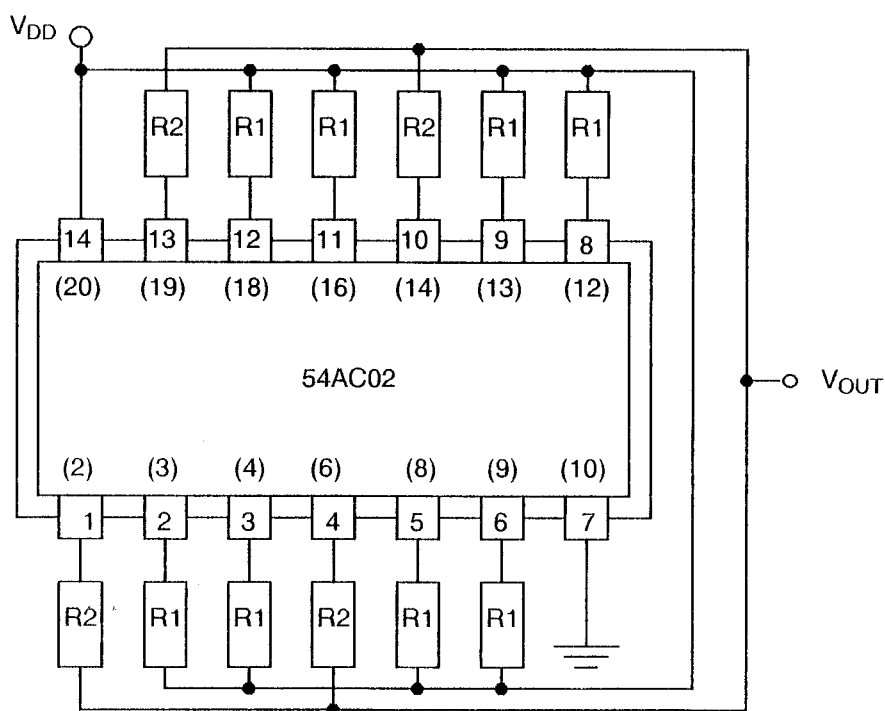 VDD
R2 R1 R1 R2 R1 R1
14 13 12 11 10 9 8
(20) (19) (18) (16) (14) (13) (12)
54AC02
VOUT
(2) (3) (4) (6) (8) (9) (10)
1 2 3 4 5 6 7
R2 R1 R1 R2 R1 R1